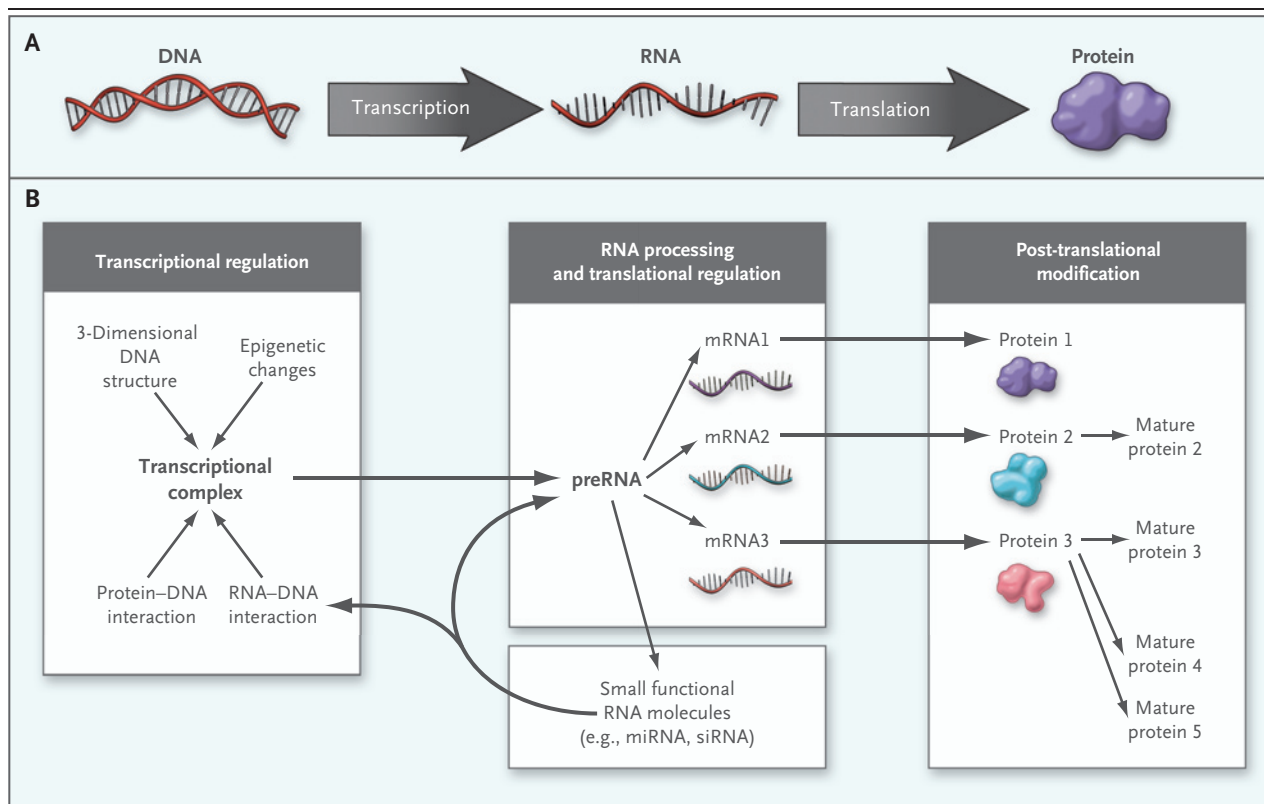 A
DNA
RNA
Protein
Transcription
Translation
B
Transcriptional regulation
RNA processing
and translational regulation
Post-translational
modification
3-Dimensional
DNA
structure
Epigenetic
changes
Transcriptional
complex
Protein–DNA
interaction
RNA–DNA
interaction
preRNA
mRNA1
mRNA2
mRNA3
Small functional
RNA molecules
(e.g., miRNA, siRNA)
Protein 1
Protein 2
Mature
protein 2
Protein 3
Mature
protein 3
Mature
protein 4
Mature
protein 5